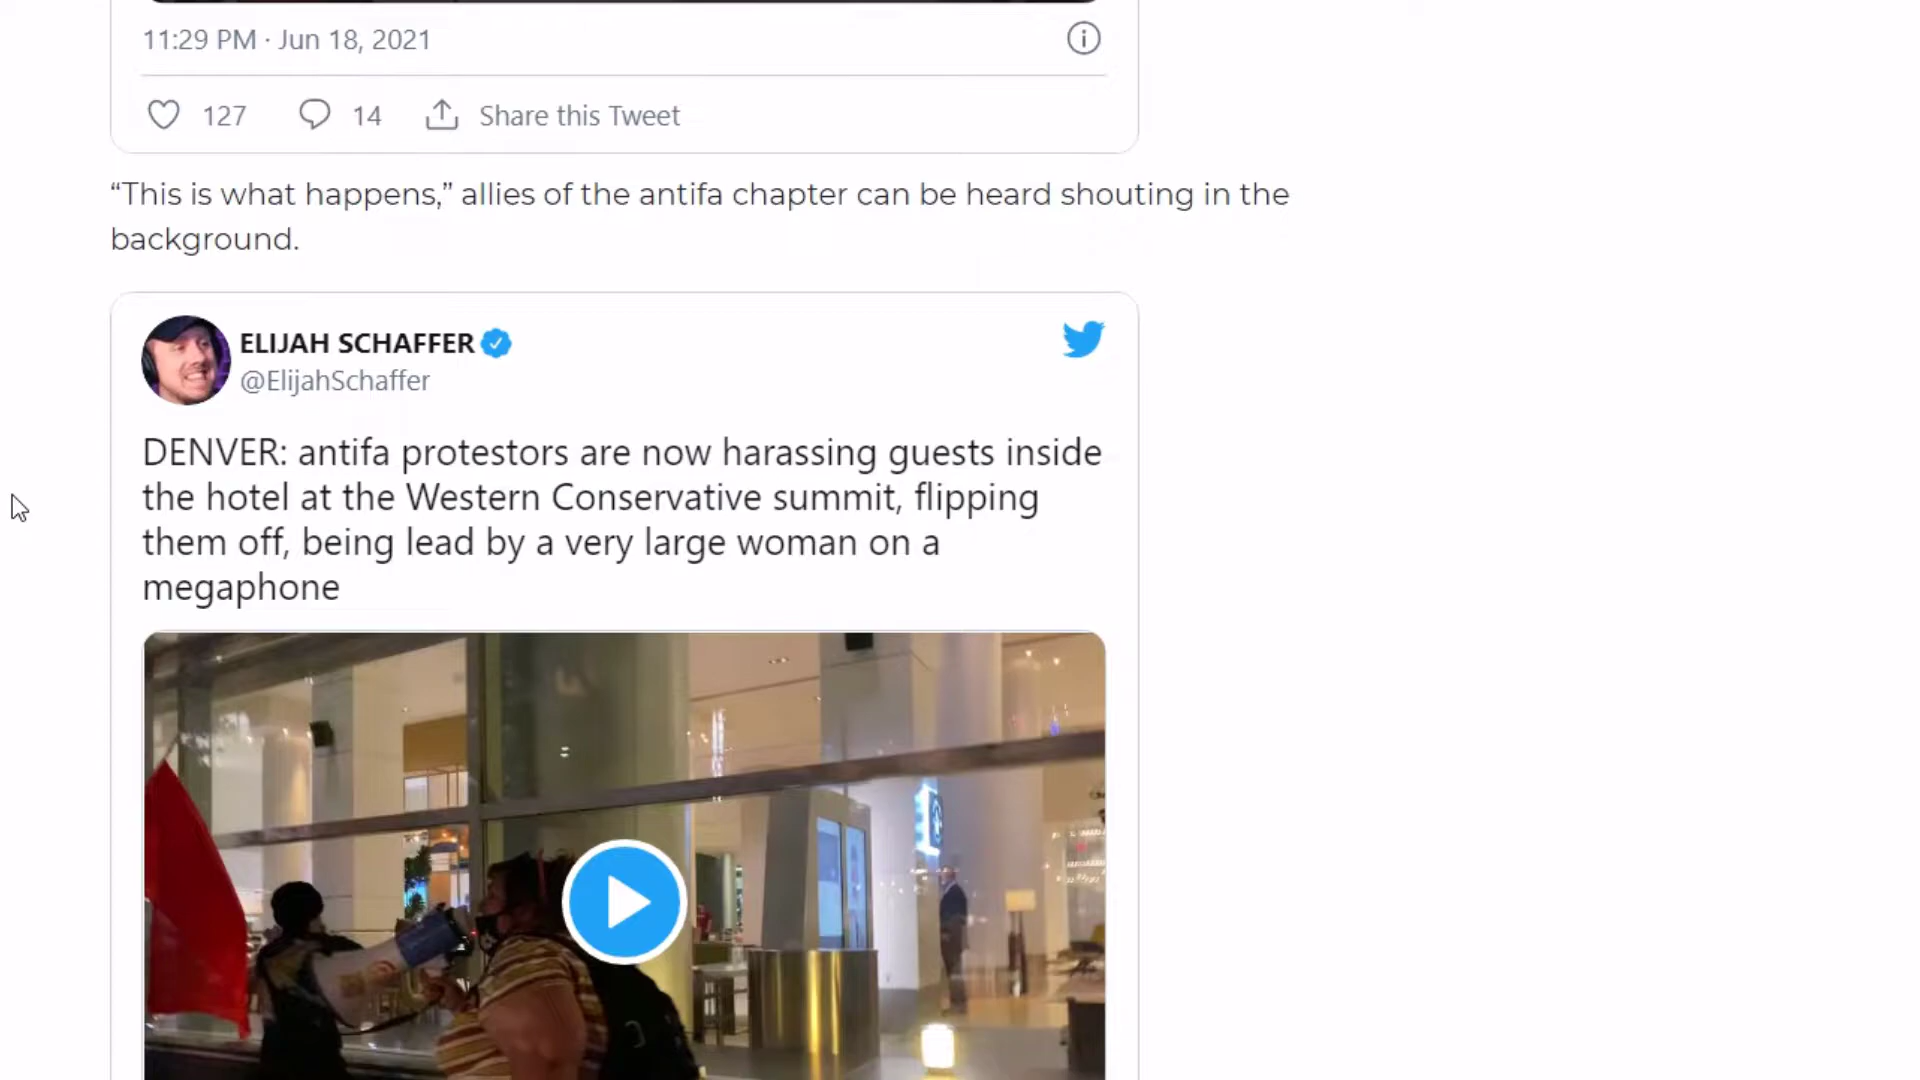 11:29 PM · Jun 18, 2021
127 14 Share this Tweet
“This is what happens,” allies of the antifa chapter can be heard shouting in the
background.
ELIJAH SCHAFFER
@ElijahSchaffer
DENVER: antifa protestors are now harassing guests inside
the hotel at the Western Conservative summit, flipping
them off, being lead by a very large woman on a
megaphone